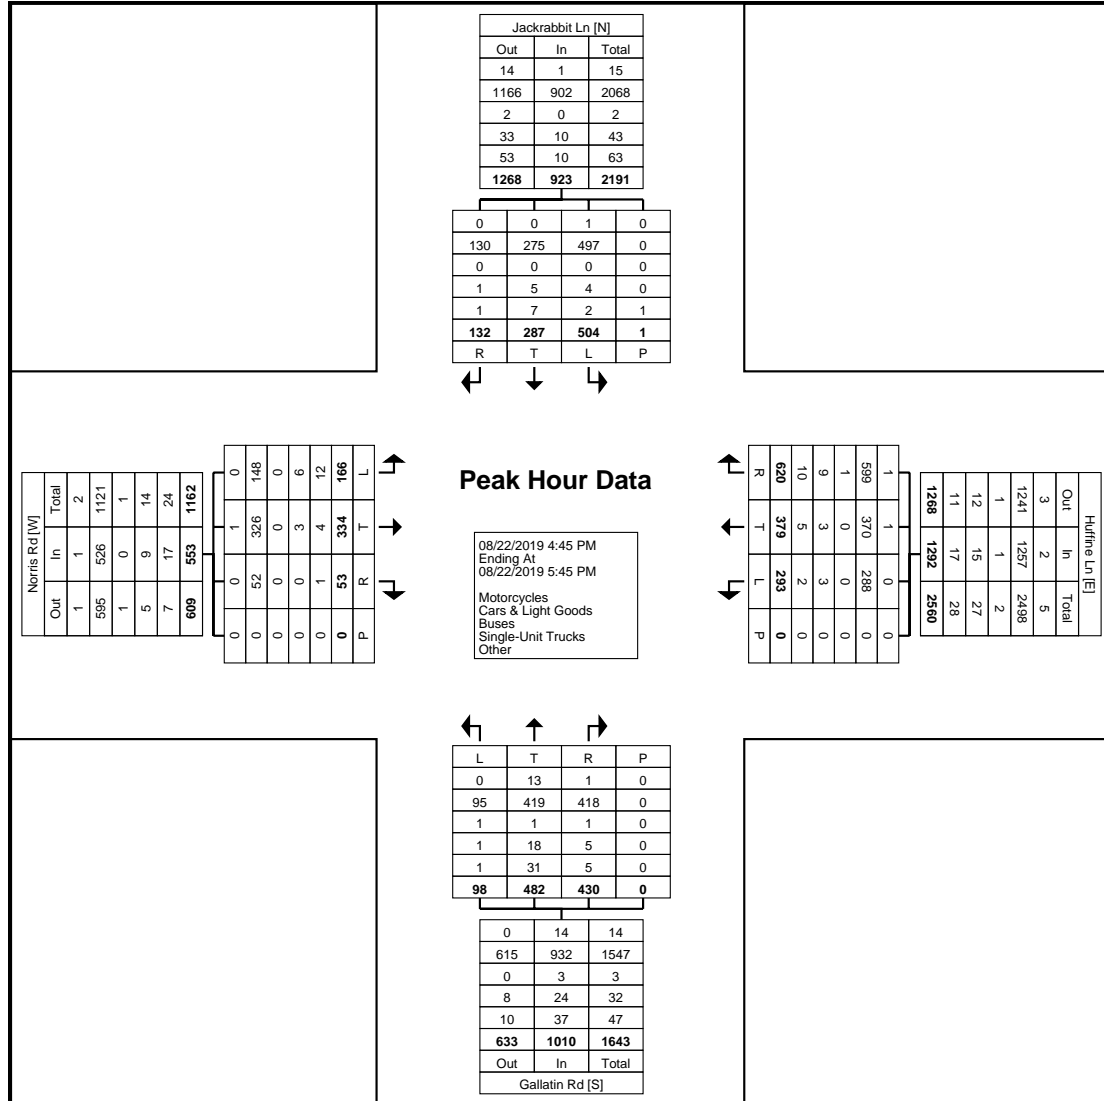 Jackrabbit Ln [N]
Out In Total
14 1 15
1166 902 2068
2 0 2
33 10 43
53 10 63
1268 923 2191
0 0 1 0
130 275 497 0
0 0 0 0
1 5 4 0
1 7 2 1
132 287 504 1
R T L P
Norris Rd [W]
Total 2 1121 1 14 24 1162
In 1 526 0 9 17 553
Out 1 595 1 5 7 609
0 148 0 6 12 166 L
1 326 0 3 4 334 T
0 52 0 0 1 53 R
0 0 0 0 0 0 P
Peak Hour Data
08/22/2019 4:45 PM
Ending At
08/22/2019 5:45 PM
Motorcycles
Cars & Light Goods
Buses
Single-Unit Trucks
Other
R 620 10 9 1 599 1
T 379 5 3 0 370 1
L 293 2 3 0 288 0
P 0 0 0 0 0 0
1268 11 12 1 1241 3 Out
1292 17 15 1 1257 2 In
2560 28 27 2 2498 5 Total
Huffine Ln [E]
L T R P
0 13 1 0
95 419 418 0
1 1 1 0
1 18 5 0
1 31 5 0
98 482 430 0
0 14 14
615 932 1547
0 3 3
8 24 32
10 37 47
633 1010 1643
Out In Total
Gallatin Rd [S]